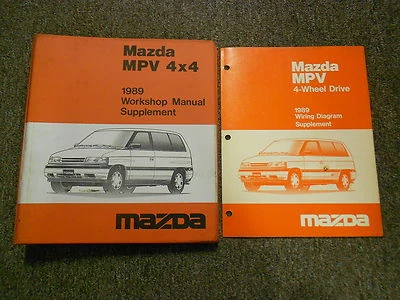 Mazda
MPV 4x4
1989
Workshop Manual
Supplement
mazda
Mazda
MPV
4-Wheel Drive
1989
Wiring Diagram
Supplement
mazda